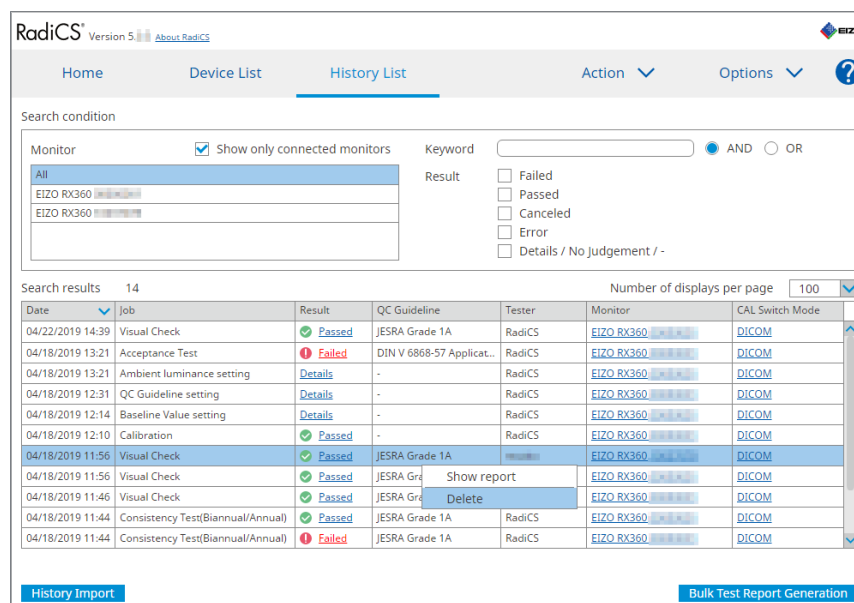 RadiCS® Version 5. About RadiCS
Home Device List History List Action Options ?
Search condition
Monitor Show only connected monitors Keyword AND OR
All
EIZO RX360
EIZO RX360
Result Failed
Passed
Canceled
Error
Details / No Judgement / -
Search results 14 Number of displays per page 100
Date Job Result QC Guideline Tester Monitor CAL Switch Mode
04/22/2019 14:39 Visual Check Passed JESRA Grade 1A RadiCS EIZO RX360 DICOM
04/18/2019 13:21 Acceptance Test Failed DIN V 6868-57 Applicat... RadiCS EIZO RX360 DICOM
04/18/2019 13:21 Ambient luminance setting Details - RadiCS EIZO RX360 DICOM
04/18/2019 12:31 QC Guideline setting Details - RadiCS EIZO RX360 DICOM
04/18/2019 12:14 Baseline Value setting Details - RadiCS EIZO RX360 DICOM
04/18/2019 12:10 Calibration Passed - RadiCS EIZO RX360 DICOM
04/18/2019 11:56 Visual Check Passed JESRA Grade 1A EIZO RX360 DICOM
04/18/2019 11:56 Visual Check Passed JESRA Gra Show report EIZO RX360 DICOM
04/18/2019 11:46 Visual Check Passed JESRA Gra Delete EIZO RX360 DICOM
04/18/2019 11:44 Consistency Test(Biannual/Annual) Passed JESRA Grade 1A RadiCS EIZO RX360 DICOM
04/18/2019 11:44 Consistency Test(Biannual/Annual) Failed JESRA Grade 1A RadiCS EIZO RX360 DICOM
History Import Bulk Test Report Generation